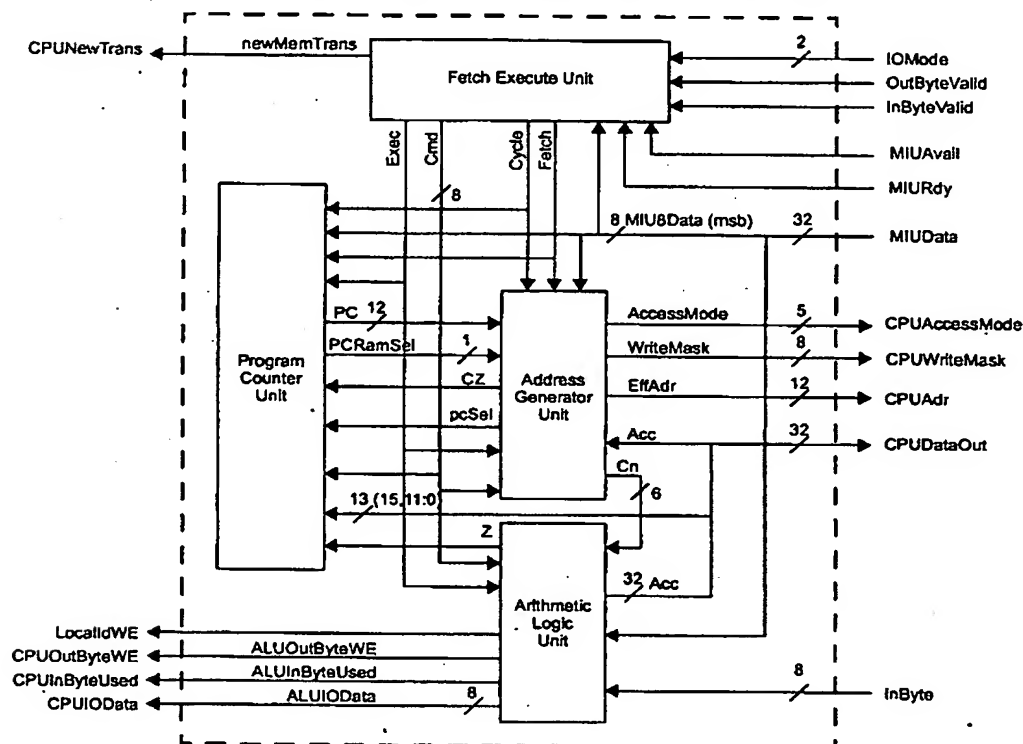 CPUNewTrans
newMemTrans
Fetch Execute Unit
2
IOMode
OutByteValid
InByteValid
Exec
Cmd
Cycle
Fetch
MIUAvail
MIURdy
8
8 MIU8Data (msb)
32
MIUData
PC
12
PCRamSel
1
Program
Counter
Unit
CZ
pcSel
Address
Generator
Unit
AccessMode
5
CPUAccessMode
WriteMask
8
CPUWriteMask
EffAdr
12
CPUAdr
Acc
32
CPUDataOut
Cn
6
13 (15,11:0)
Z
32 Acc
Arithmetic
Logic
Unit
LocalIdWE
CPUOutByteWE
ALUOutByteWE
CPUInByteUsed
ALUInByteUsed
CPUIOData
ALUIOData
8
8
InByte